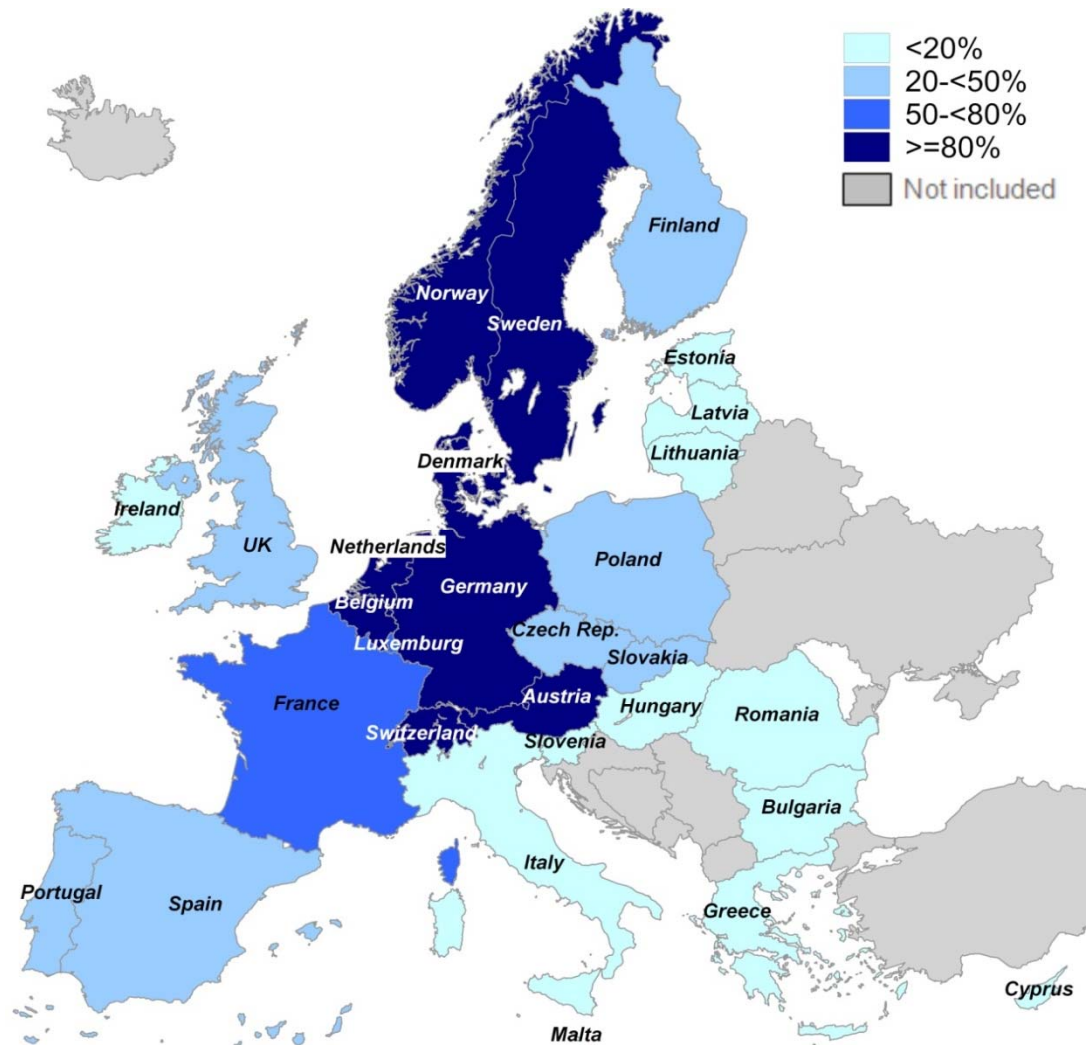 <20%
20-<50%
50-<80%
>=80%
Not included
Finland
Norway
Sweden
Estonia
Latvia
Lithuania
Denmark
Ireland
UK
Netherlands
Germany
Poland
Belgium
Luxemburg
Czech Rep.
Slovakia
Austria
France
Switzerland
Hungary
Romania
Slovenia
Bulgaria
Italy
Portugal
Spain
Greece
Cyprus
Malta